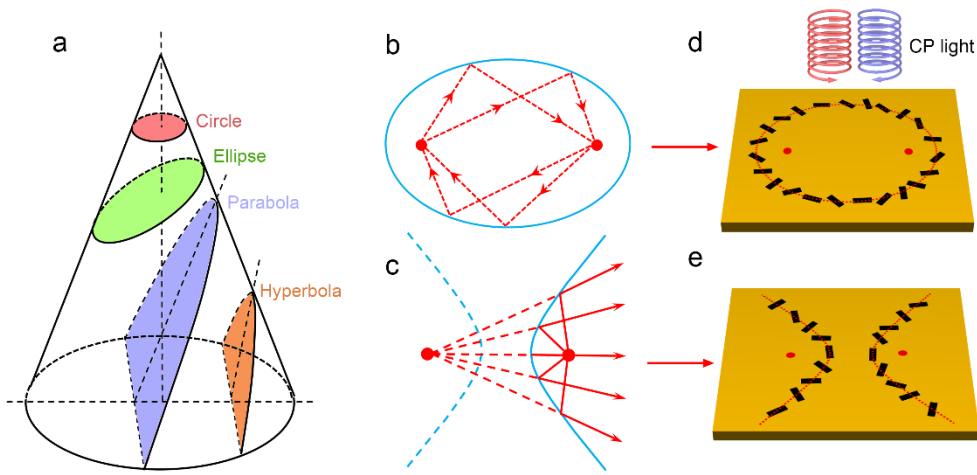 a
Circle
Ellipse
Parabola
Hyperbola
b
c
d
CP light
e